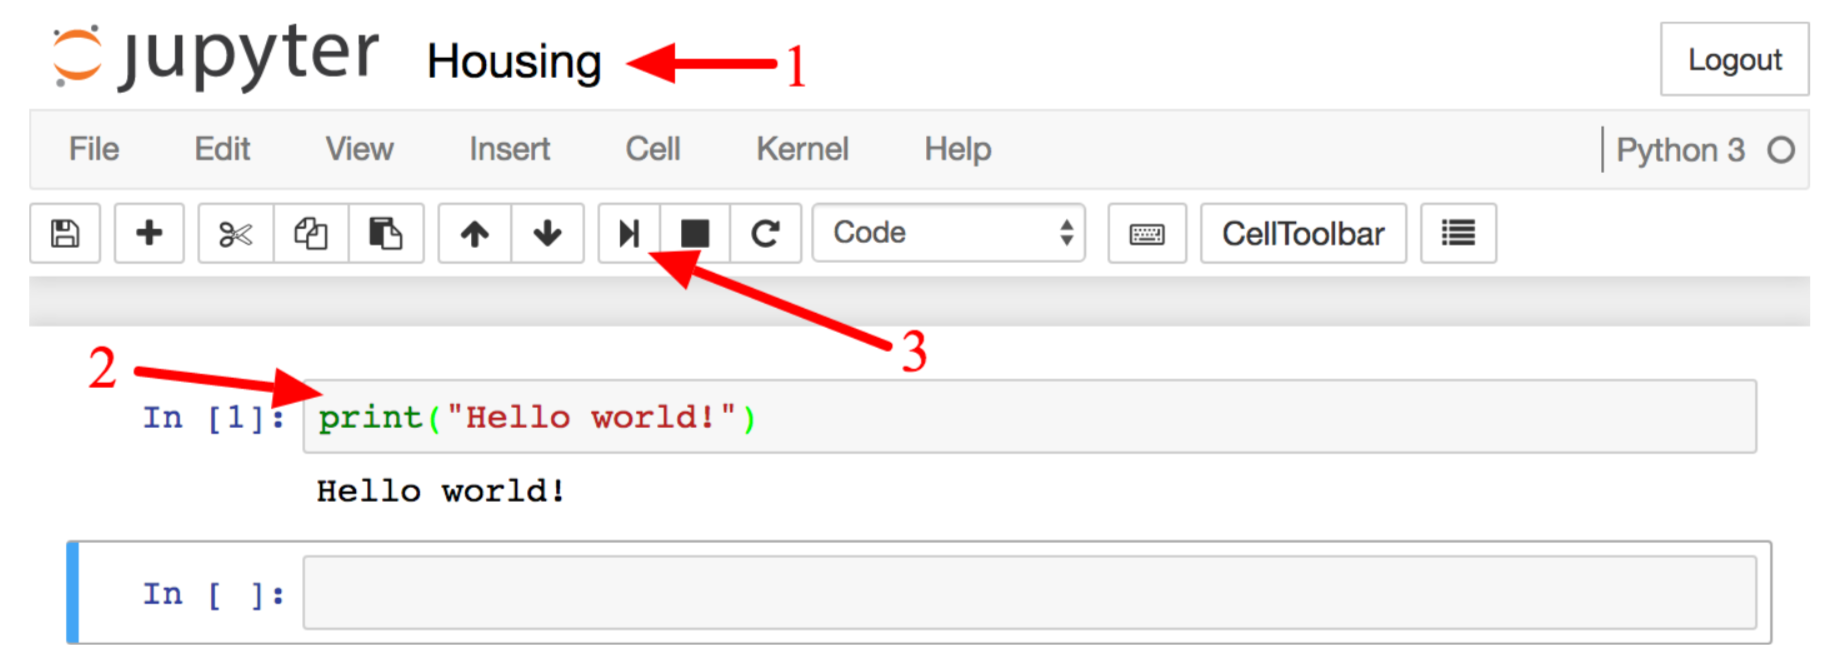 jupyter Housing 1 Logout
File Edit View Insert Cell Kernel Help Python 3
Code CellToolbar
3
2
In [1]: print("Hello world!")
Hello world!
In [ ]: